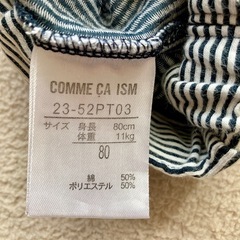 COMME ÇA ISM
23-52PT03
サイズ 身長 80cm
体重 11kg
80
綿 50%
ポリエステル 50%